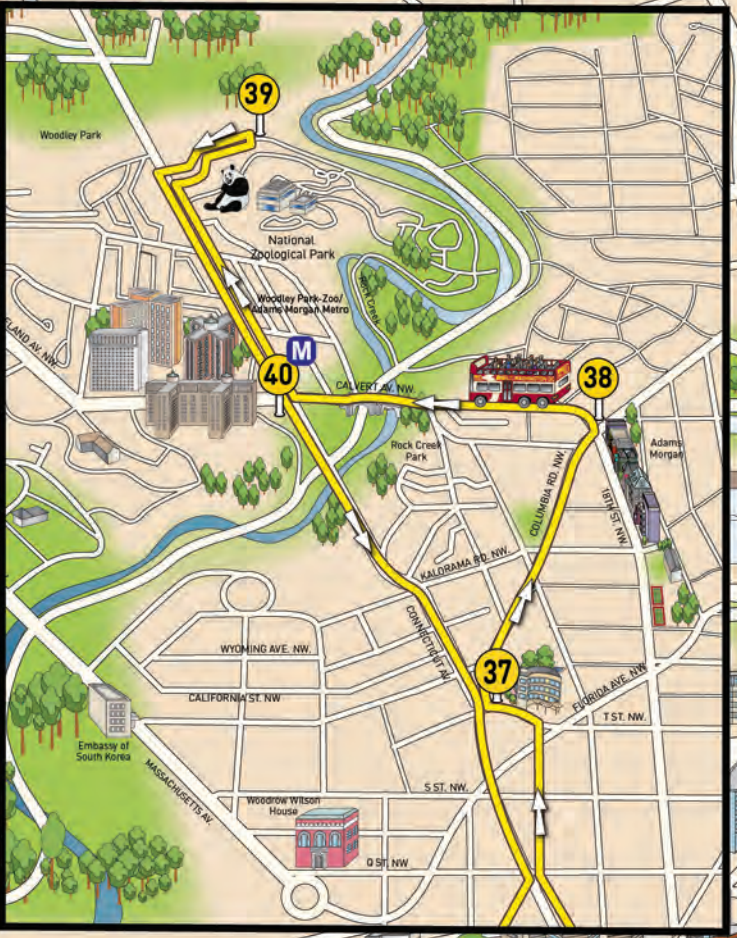 39
Woodley Park
National
Zoological Park
Rock Creek
Woodley Park-Zoo/
Adams Morgan Metro
M
40
CALVERT AV. NW.
38
Adams
Morgan
Rock Creek
Park
COLUMBIA RD. NW.
18TH ST. NW.
KALORAMA RD. NW.
CONNECTICUT AV.
WYOMING AVE. NW.
37
CALIFORNIA ST. NW
FLORIDA AVE. NW
T ST. NW.
Embassy of
South Korea
MASSACHUSETTS AV.
S ST. NW.
Woodrow Wilson
House
Q ST. NW